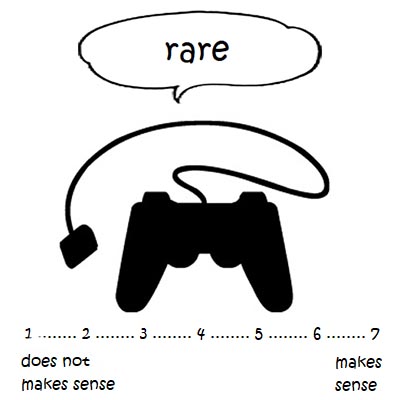 rare
1 ........ 2 ........ 3 ........ 4 ........ 5 ........ 6 ........ 7
does not makes
makes sense sense